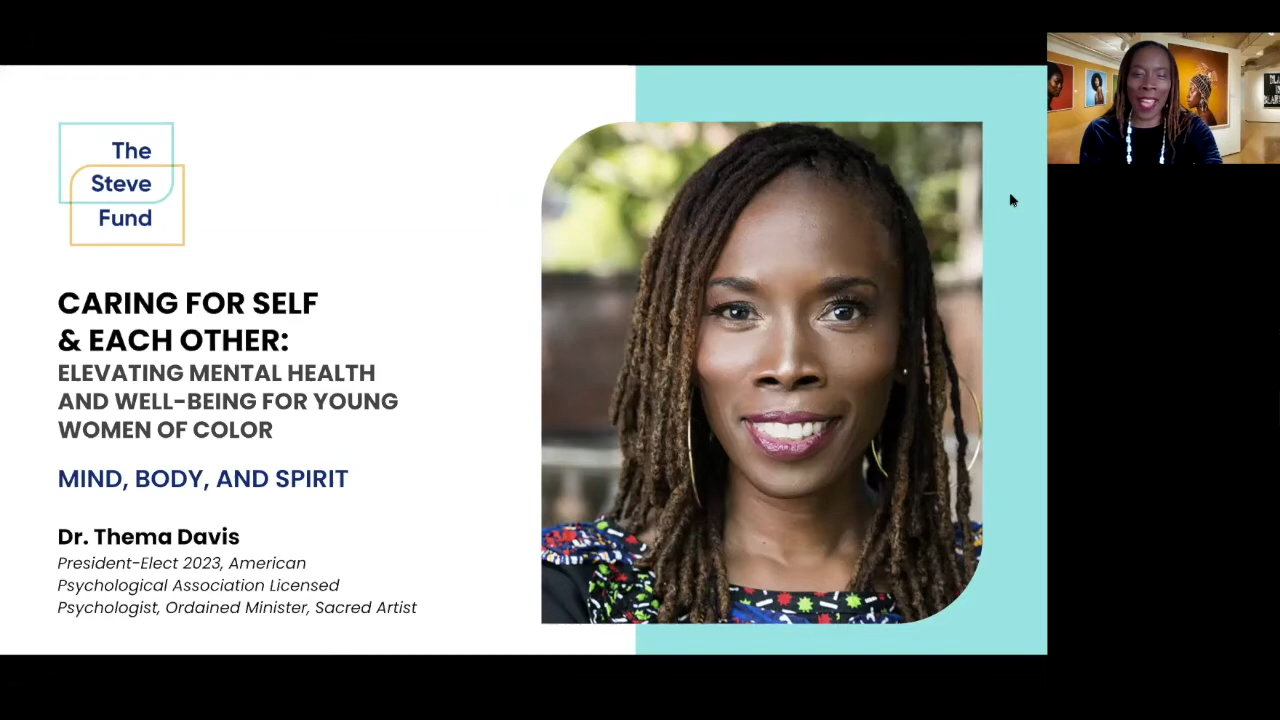 The
Steve
Fund
CARING FOR SELF
& EACH OTHER:
ELEVATING MENTAL HEALTH
AND WELL-BEING FOR YOUNG
WOMEN OF COLOR
MIND, BODY, AND SPIRIT
Dr. Thema Davis
President-Elect 2023, American
Psychological Association Licensed
Psychologist, Ordained Minister, Sacred Artist